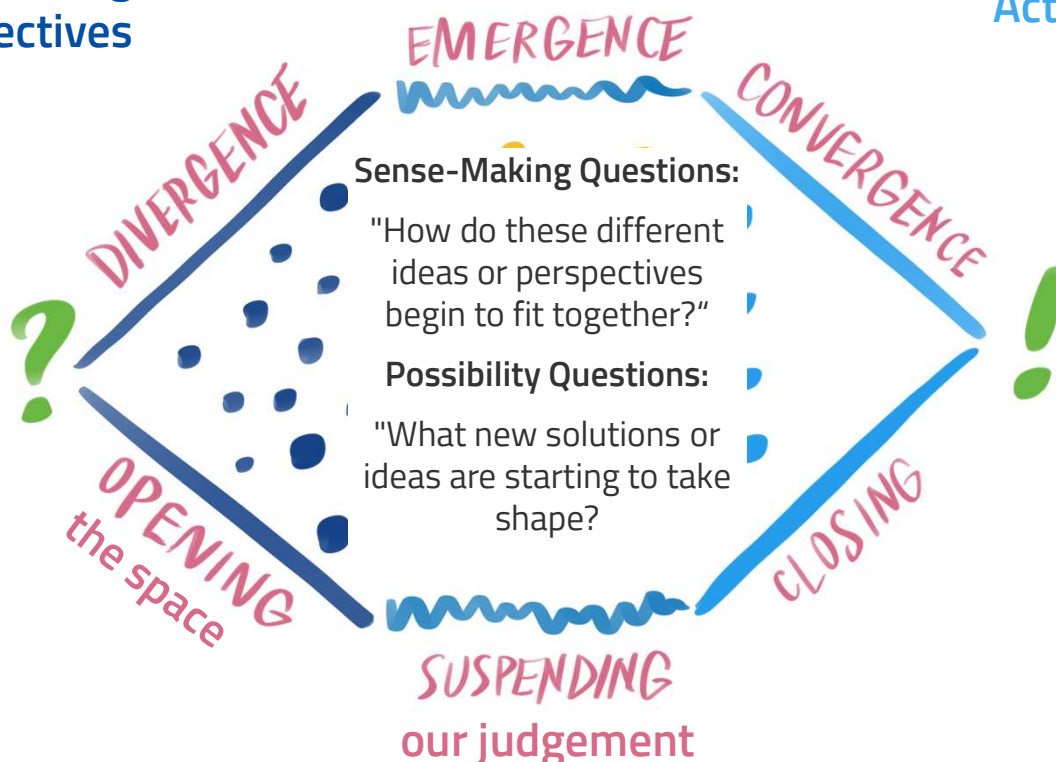 ectives
Act
EMERGENCE
DIVERGENCE
CONVERGENCE
Sense-Making Questions:
"How do these different
ideas or perspectives
begin to fit together?“
Possibility Questions:
"What new solutions or
ideas are starting to take
shape?
?
!
OPENING
the space
CLOSING
SUSPENDING
our judgement